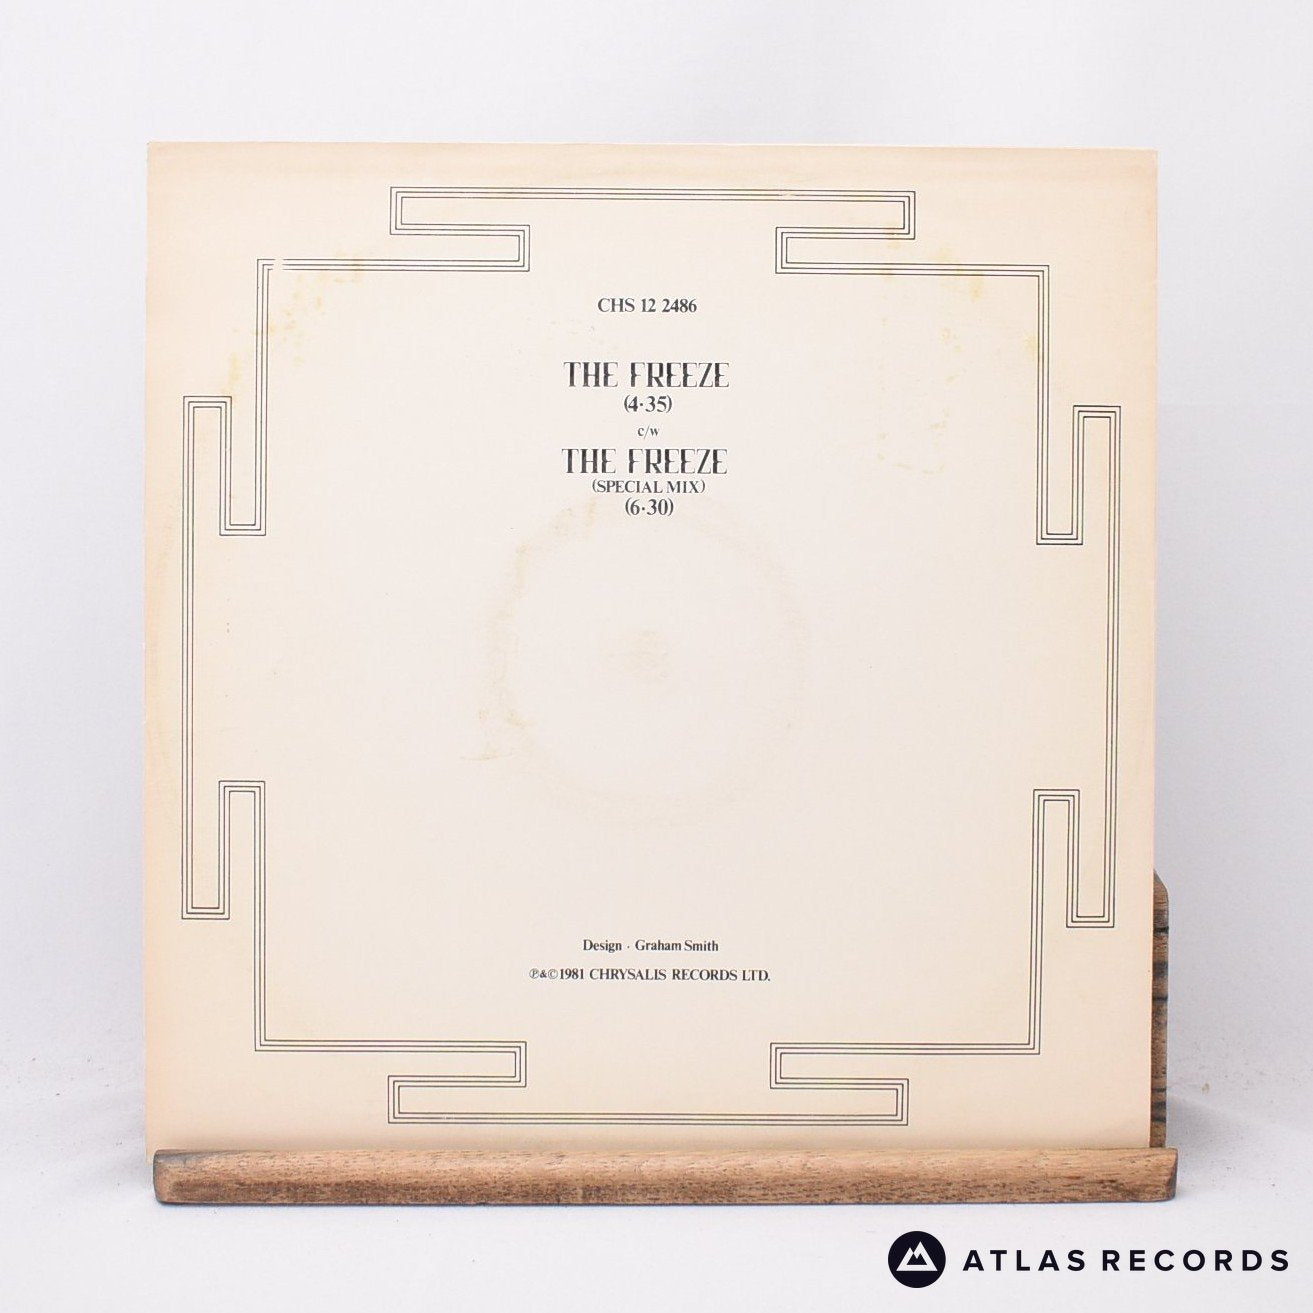 CHS 12 2486
THE FREEZE
(4·35)
c/w
THE FREEZE
(SPECIAL MIX)
(6·30)
Design · Graham Smith
℗&©1981 CHRYSALIS RECORDS LTD.
ATLAS RECORDS